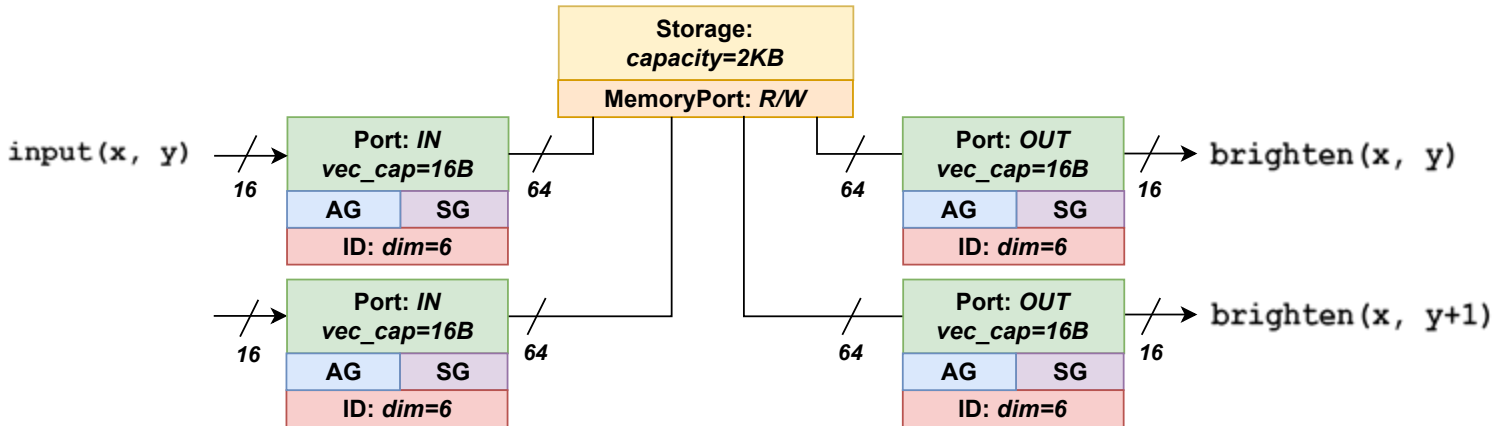 Storage:
capacity=2KB
MemoryPort: R/W
input(x, y)
16
Port: IN
vec_cap=16B
AG SG
ID: dim=6
64
64
Port: OUT
vec_cap=16B
AG SG
ID: dim=6
16
brighten(x, y)
16
Port: IN
vec_cap=16B
AG SG
ID: dim=6
64
64
Port: OUT
vec_cap=16B
AG SG
ID: dim=6
16
brighten(x, y+1)